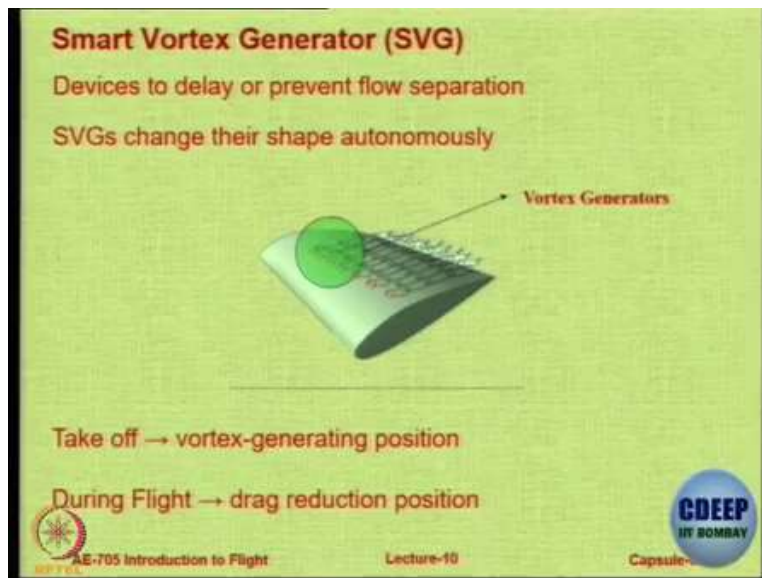 Smart Vortex Generator (SVG)
Devices to delay or prevent flow separation
SVGs change their shape autonomously
Vortex Generators
Take off → vortex-generating position
During Flight → drag reduction position
CDEEP
IIT BOMBAY
NPTEL
AE-705 Introduction to Flight
Lecture-10
Capsule-